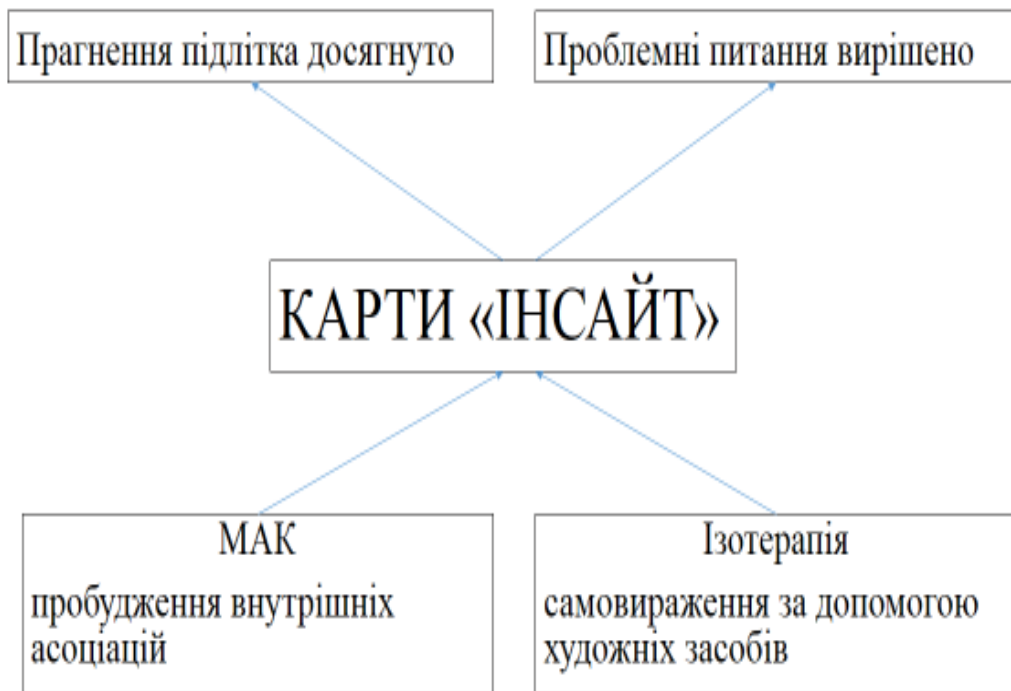 Прагнення підлітка досягнуто
Проблемні питання вирішено
КАРТИ «ІНСАЙТ»
МАК
пробудження внутрішніх
асоціацій
Ізотерапія
самовираження за допомогою
художніх засобів